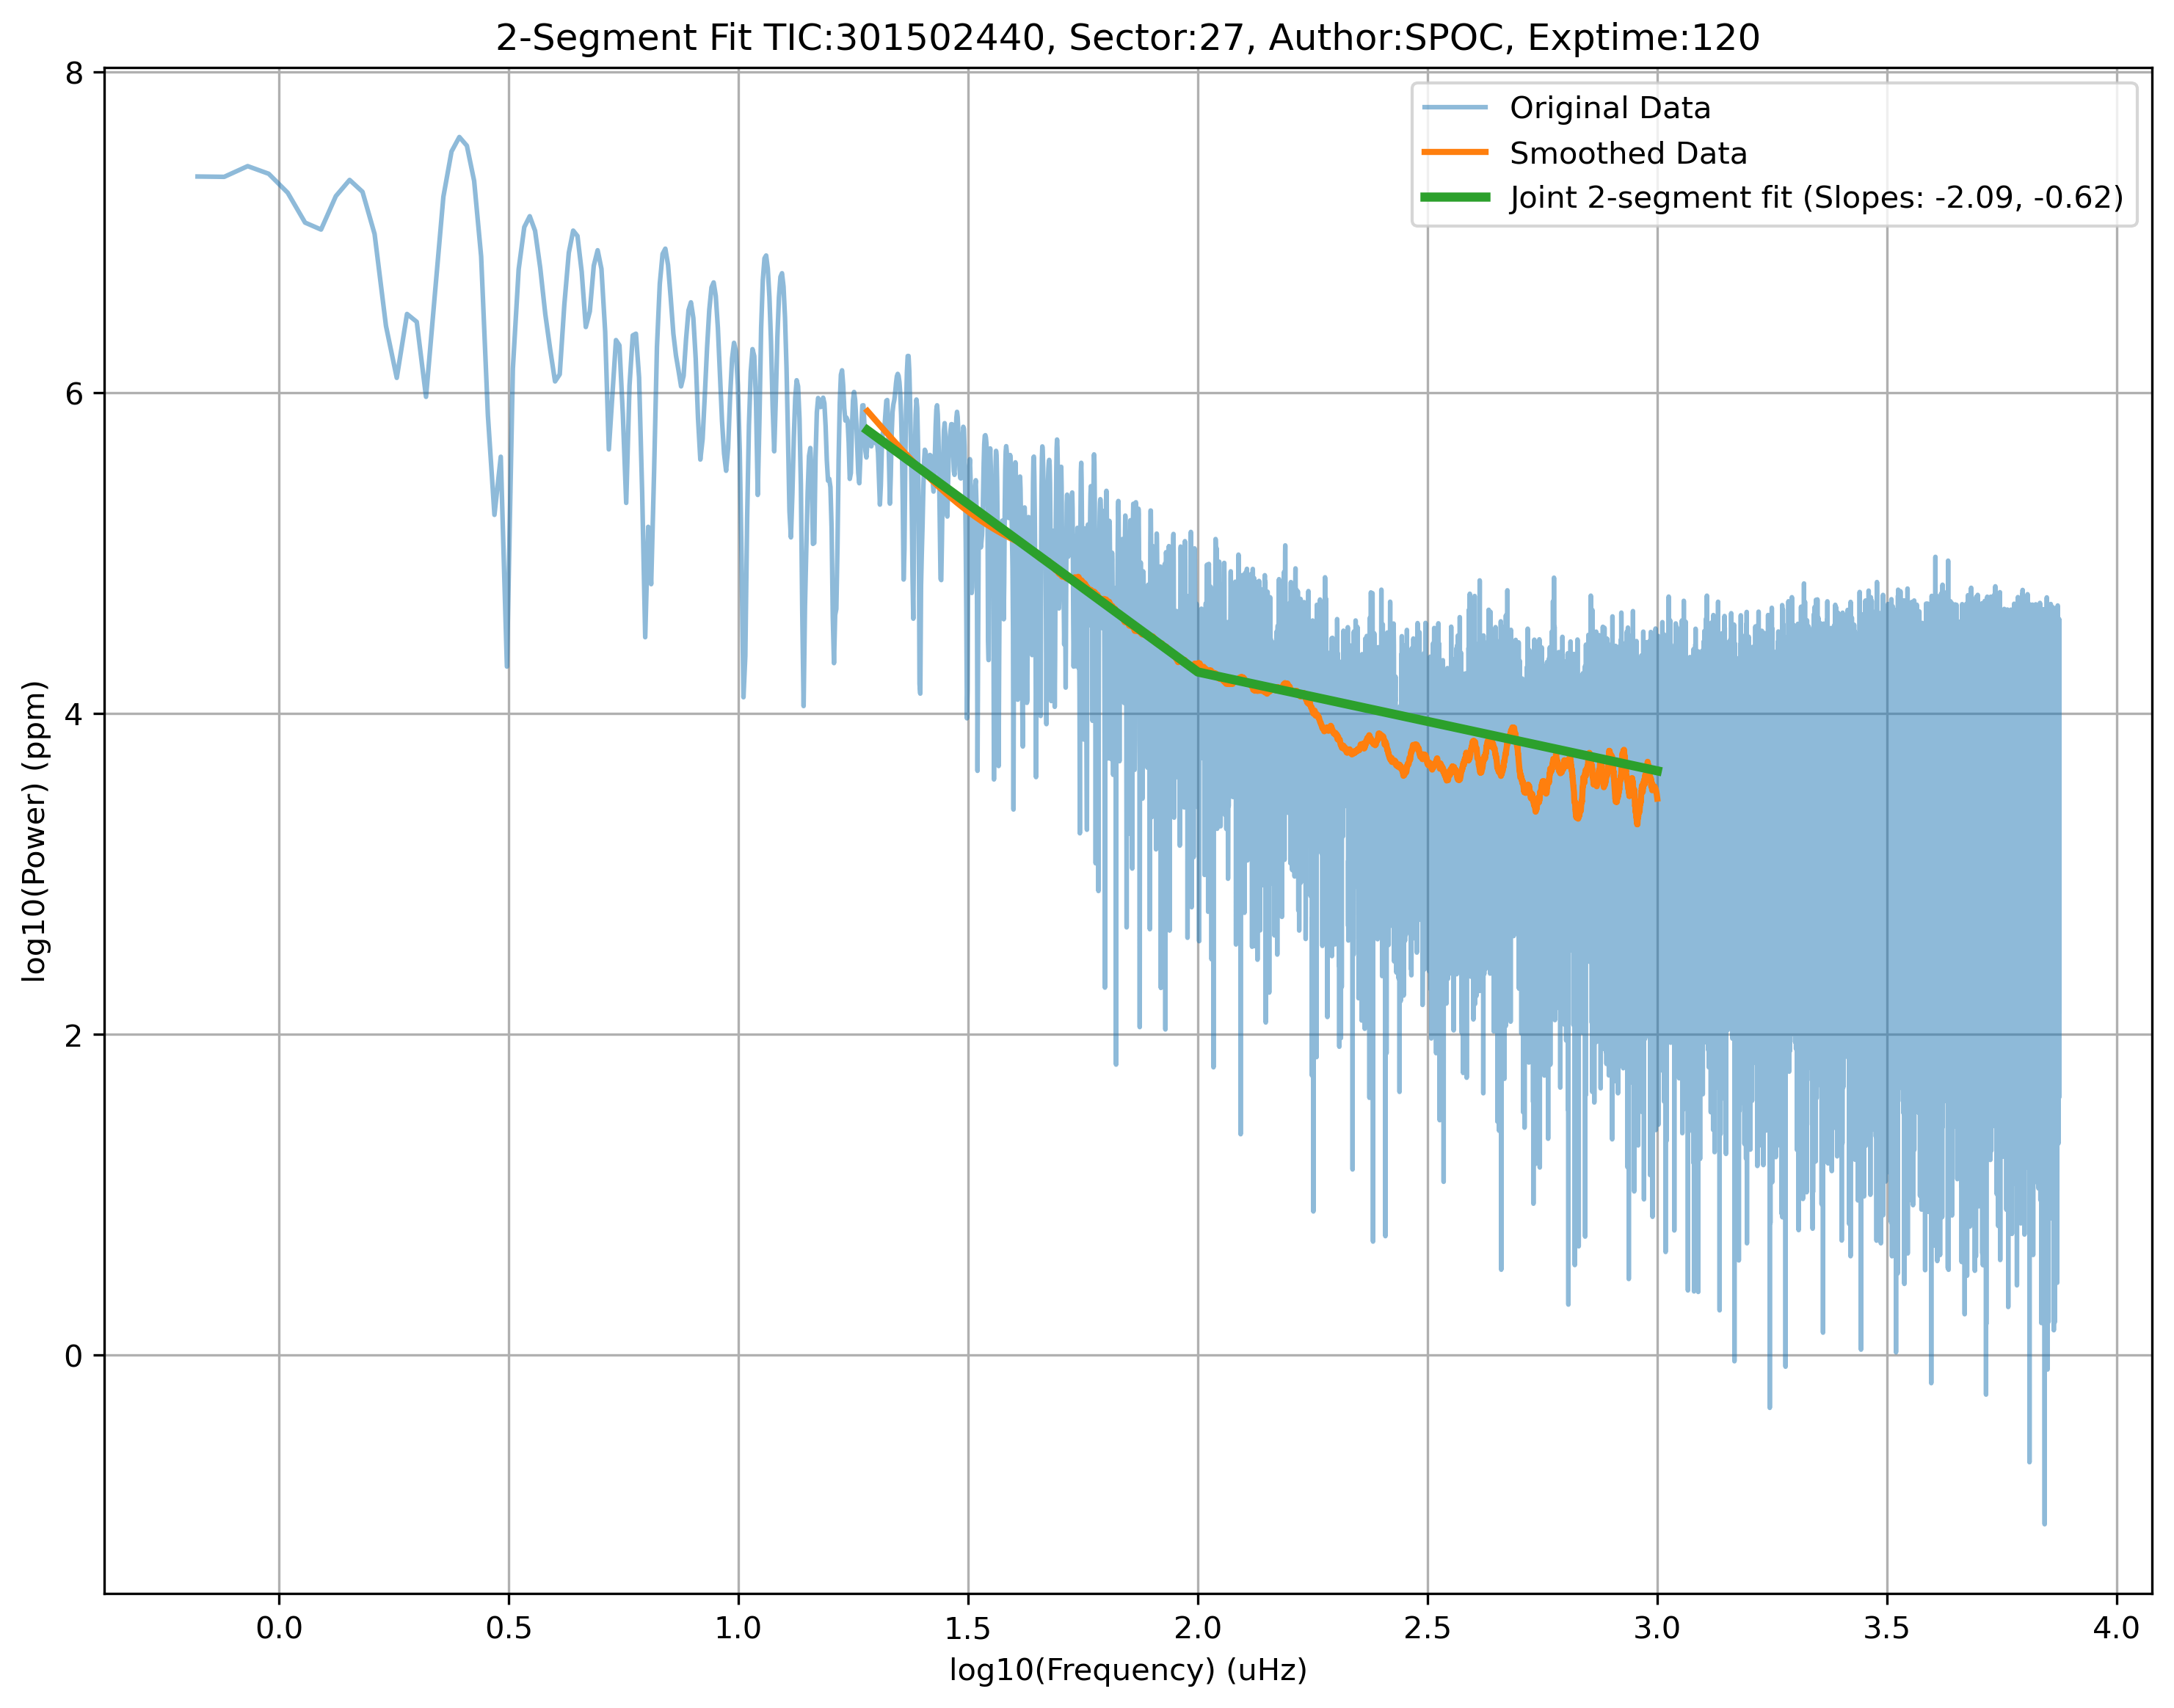 2-Segment Fit TIC:301502440, Sector:27, Author:SPOC, Exptime:120
Original Data
Smoothed Data
Joint 2-segment fit (Slopes: -2.09, -0.62)
log10(Power) (ppm)
8
6
4
2
0
0.0 0.5 1.0 1.5 2.0 2.5 3.0 3.5 4.0
log10(Frequency) (uHz)